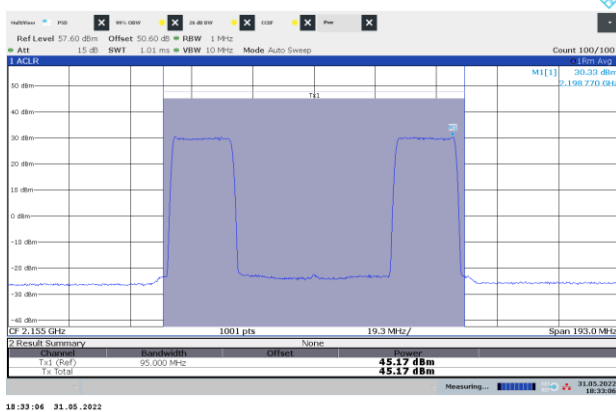 MultiView PSD X 99% OBW X 26 dB BW X CCDF X Pwr X
Ref Level 57.60 dBm Offset 50.60 dB RBW 1 MHz
Att 15 dB SWT 1.01 ms VBW 10 MHz Mode Auto Sweep Count 100/100
1 ACLR 1Rm Avg
M1[1] 30.33 dBm
2.198770 GHz
Tx1
50 dBm
40 dBm
M1
30 dBm
20 dBm
10 dBm
0 dBm
-10 dBm
-20 dBm
-30 dBm
-40 dBm
CF 2.155 GHz 1001 pts 19.3 MHz/ Span 193.0 MHz
2 Result Summary None
Channel Bandwidth Offset Power
Tx1 (Ref) 95.000 MHz 45.17 dBm
Tx Total 45.17 dBm
Measuring... 31.05.2022
18:33:06
18:33:06 31.05.2022